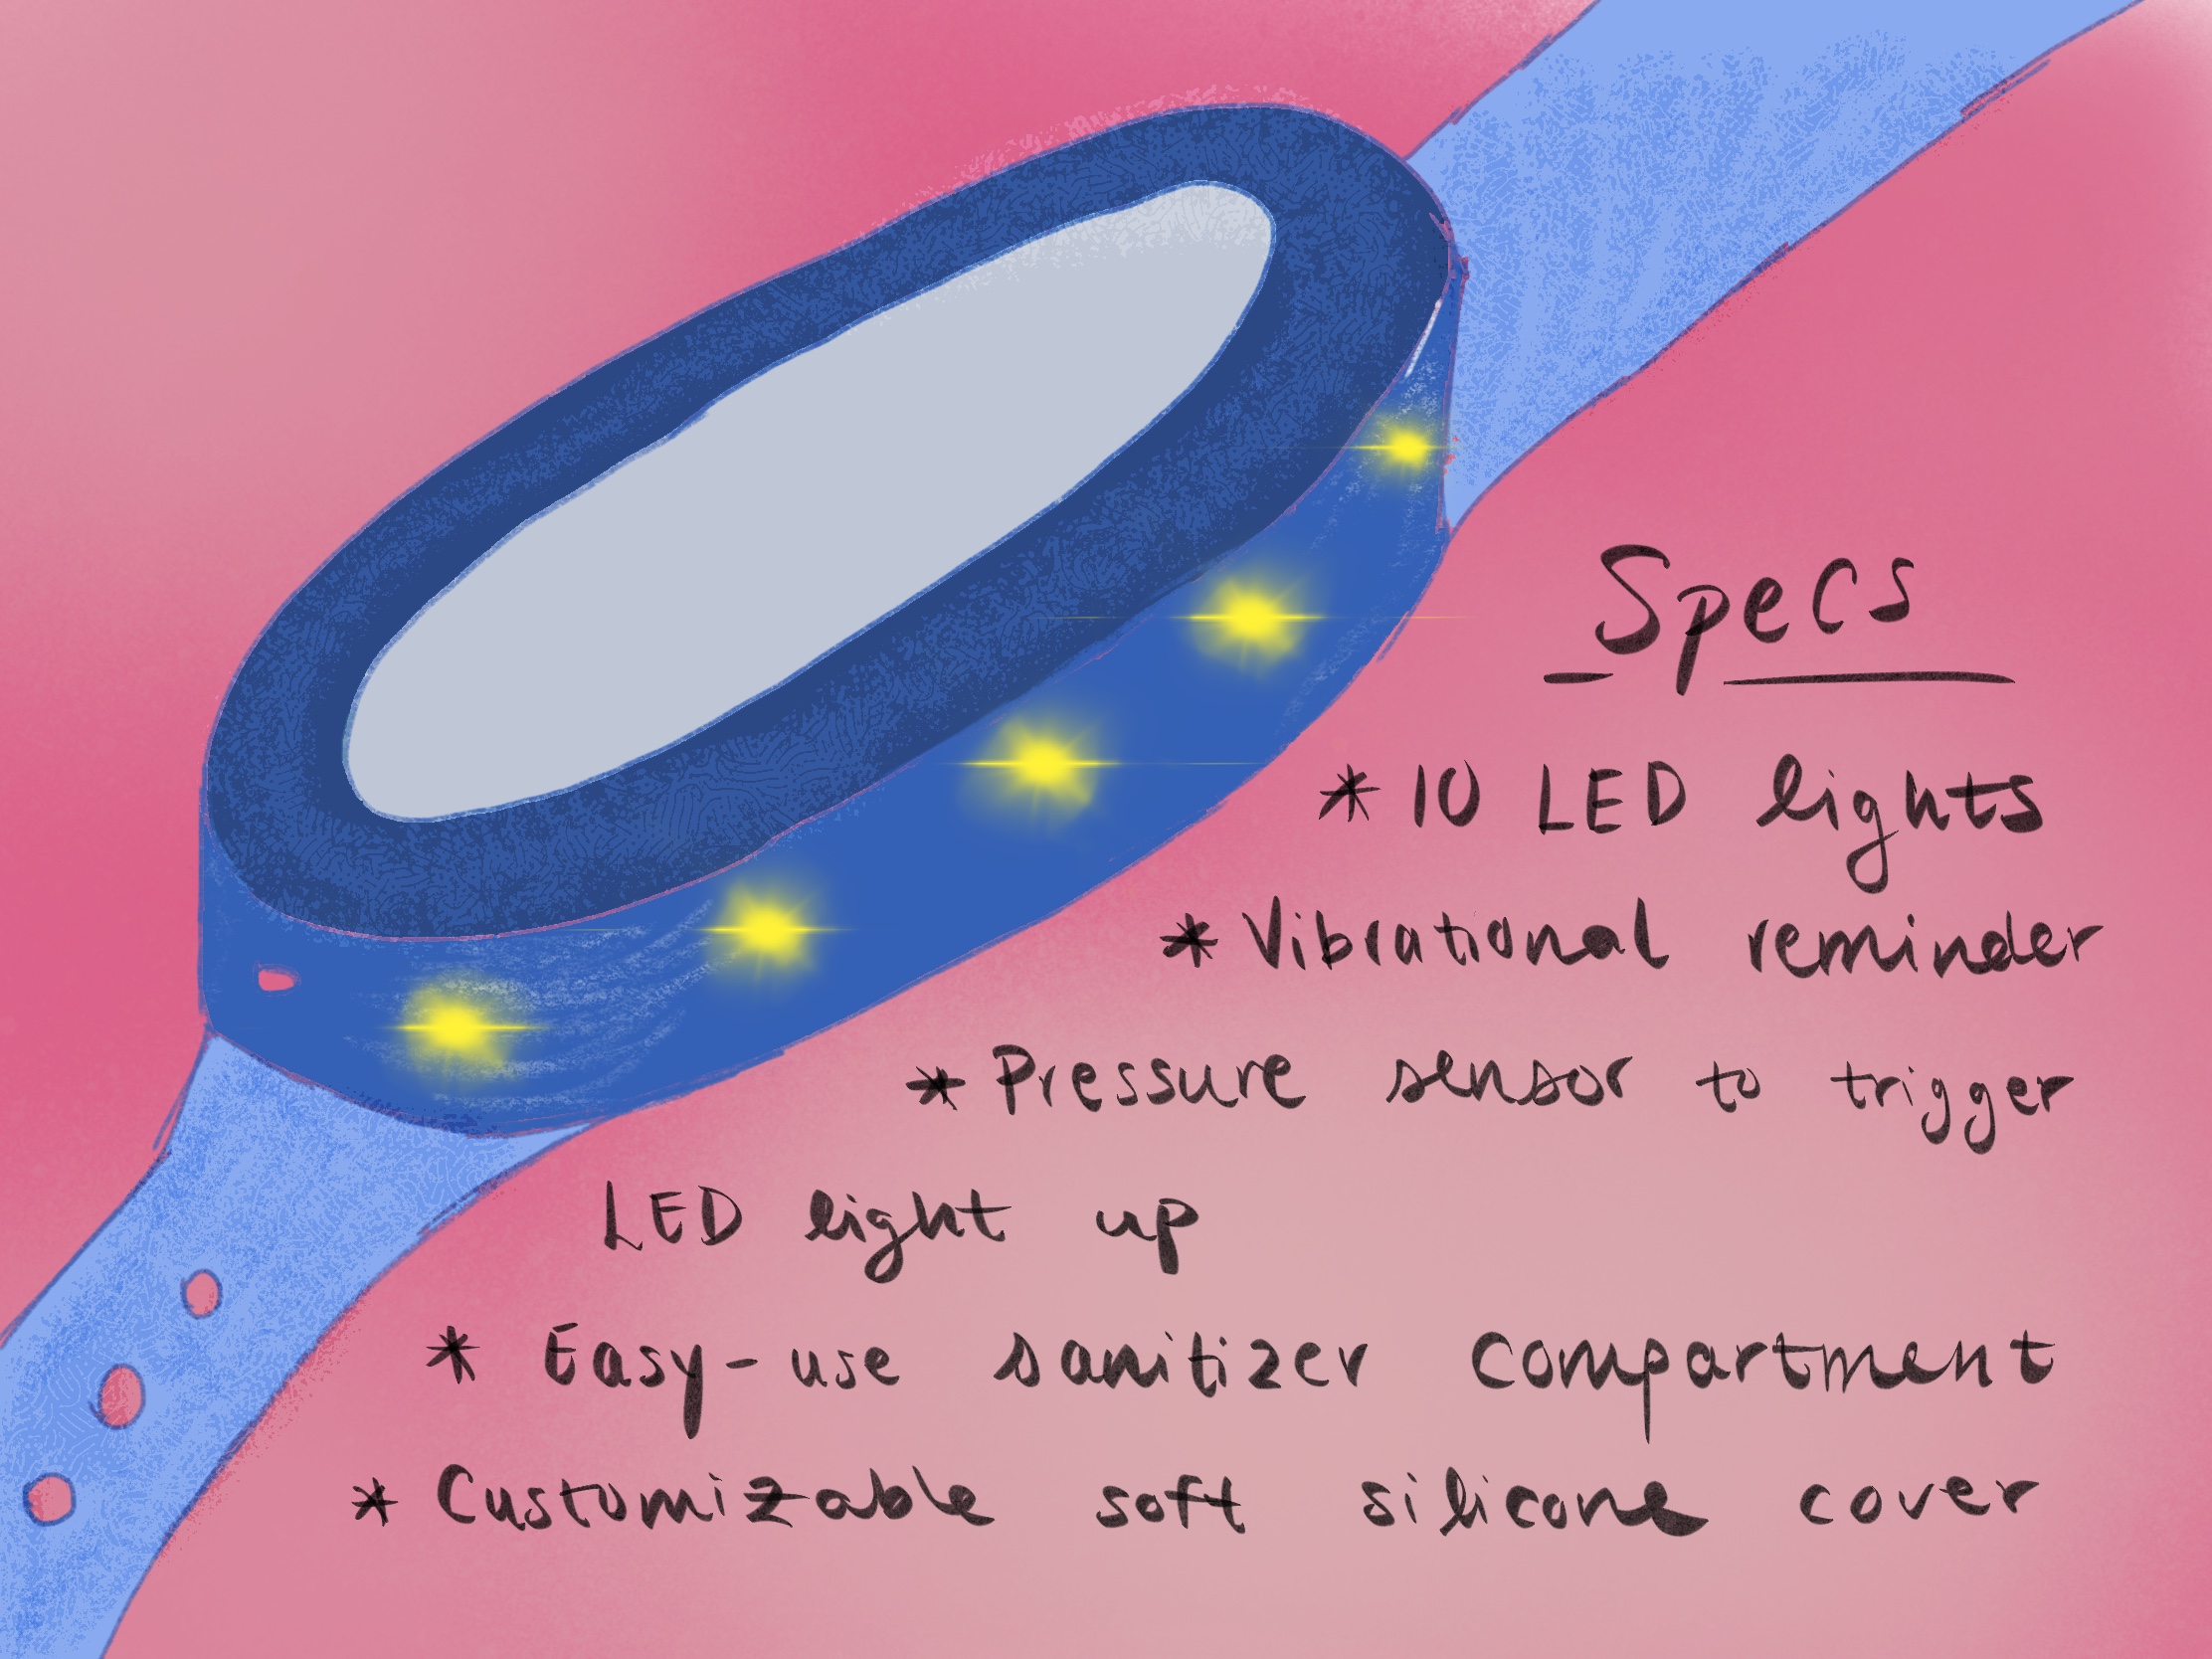 Specs
* 10 LED lights
* Vibrational reminder
* Pressure sensor to trigger
LED light up
* Easy-use sanitizer compartment
* Customizable soft silicone cover